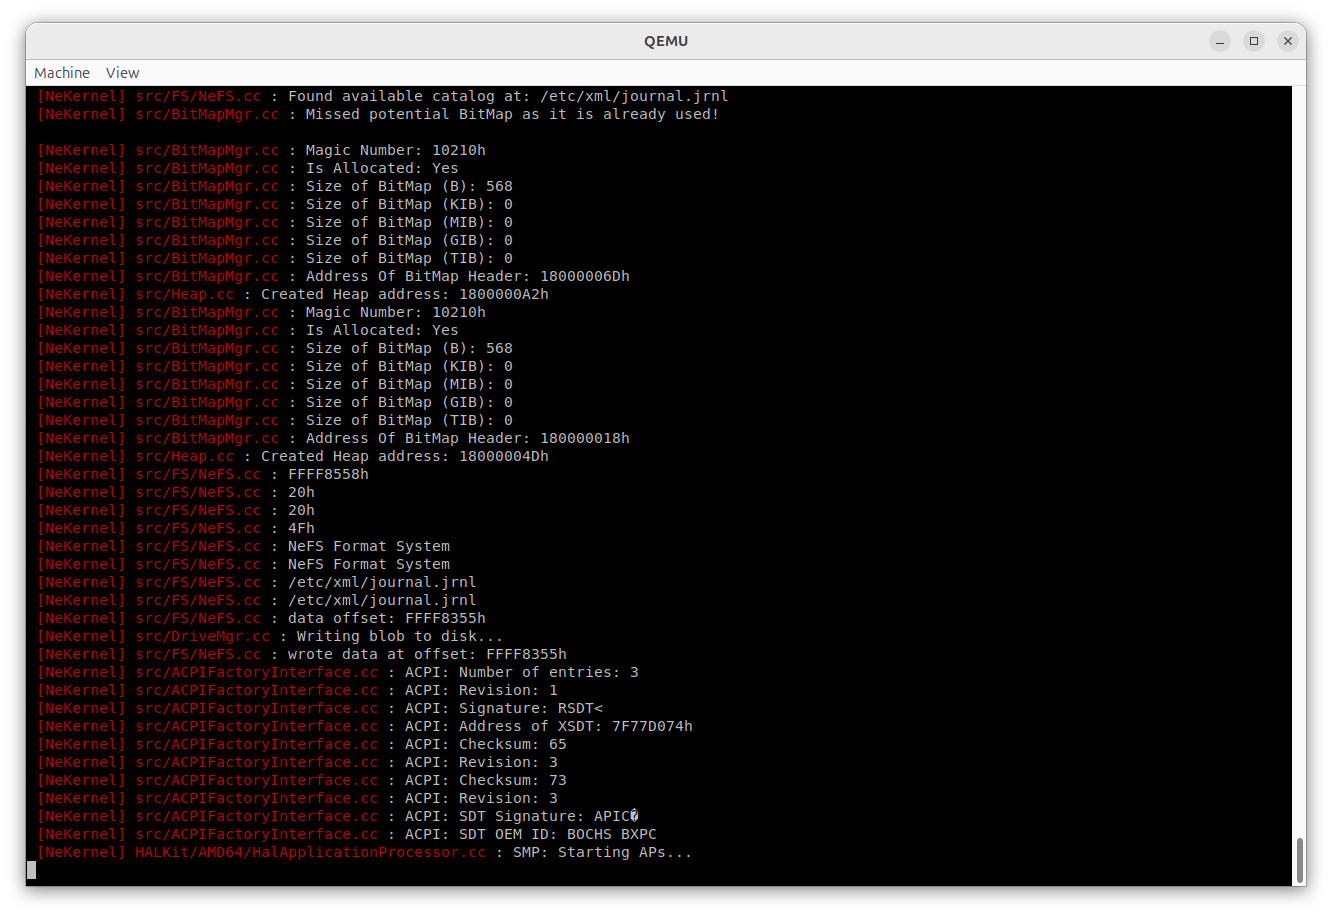 QEMU
Machine View
[NeKernel] src/FS/NeFS.cc : Found available catalog at: /etc/xml/journal.jrnl
[NeKernel] src/BitMapMgr.cc : Missed potential BitMap as it is already used!
[NeKernel] src/BitMapMgr.cc : Magic Number: 10210h
[NeKernel] src/BitMapMgr.cc : Is Allocated: Yes
[NeKernel] src/BitMapMgr.cc : Size of BitMap (B): 568
[NeKernel] src/BitMapMgr.cc : Size of BitMap (KIB): 0
[NeKernel] src/BitMapMgr.cc : Size of BitMap (MIB): 0
[NeKernel] src/BitMapMgr.cc : Size of BitMap (GIB): 0
[NeKernel] src/BitMapMgr.cc : Size of BitMap (TIB): 0
[NeKernel] src/BitMapMgr.cc : Address Of BitMap Header: 18000006Dh
[NeKernel] src/Heap.cc : Created Heap address: 1800000A2h
[NeKernel] src/BitMapMgr.cc : Magic Number: 10210h
[NeKernel] src/BitMapMgr.cc : Is Allocated: Yes
[NeKernel] src/BitMapMgr.cc : Size of BitMap (B): 568
[NeKernel] src/BitMapMgr.cc : Size of BitMap (KIB): 0
[NeKernel] src/BitMapMgr.cc : Size of BitMap (MIB): 0
[NeKernel] src/BitMapMgr.cc : Size of BitMap (GIB): 0
[NeKernel] src/BitMapMgr.cc : Size of BitMap (TIB): 0
[NeKernel] src/BitMapMgr.cc : Address Of BitMap Header: 180000018h
[NeKernel] src/Heap.cc : Created Heap address: 18000004Dh
[NeKernel] src/FS/NeFS.cc : FFFF8558h
[NeKernel] src/FS/NeFS.cc : 20h
[NeKernel] src/FS/NeFS.cc : 20h
[NeKernel] src/FS/NeFS.cc : 4Fh
[NeKernel] src/FS/NeFS.cc : NeFS Format System
[NeKernel] src/FS/NeFS.cc : NeFS Format System
[NeKernel] src/FS/NeFS.cc : /etc/xml/journal.jrnl
[NeKernel] src/FS/NeFS.cc : /etc/xml/journal.jrnl
[NeKernel] src/FS/NeFS.cc : data offset: FFFF8355h
[NeKernel] src/DriveMgr.cc : Writing blob to disk...
[NeKernel] src/FS/NeFS.cc : wrote data at offset: FFFF8355h
[NeKernel] src/ACPIFactoryInterface.cc : ACPI: Number of entries: 3
[NeKernel] src/ACPIFactoryInterface.cc : ACPI: Revision: 1
[NeKernel] src/ACPIFactoryInterface.cc : ACPI: Signature: RSDT<
[NeKernel] src/ACPIFactoryInterface.cc : ACPI: Address of XSDT: 7F77D074h
[NeKernel] src/ACPIFactoryInterface.cc : ACPI: Checksum: 65
[NeKernel] src/ACPIFactoryInterface.cc : ACPI: Revision: 3
[NeKernel] src/ACPIFactoryInterface.cc : ACPI: Checksum: 73
[NeKernel] src/ACPIFactoryInterface.cc : ACPI: Revision: 3
[NeKernel] src/ACPIFactoryInterface.cc : ACPI: SDT Signature: APIC�
[NeKernel] src/ACPIFactoryInterface.cc : ACPI: SDT OEM ID: BOCHS BXPC
[NeKernel] HALKit/AMD64/HalApplicationProcessor.cc : SMP: Starting APs...